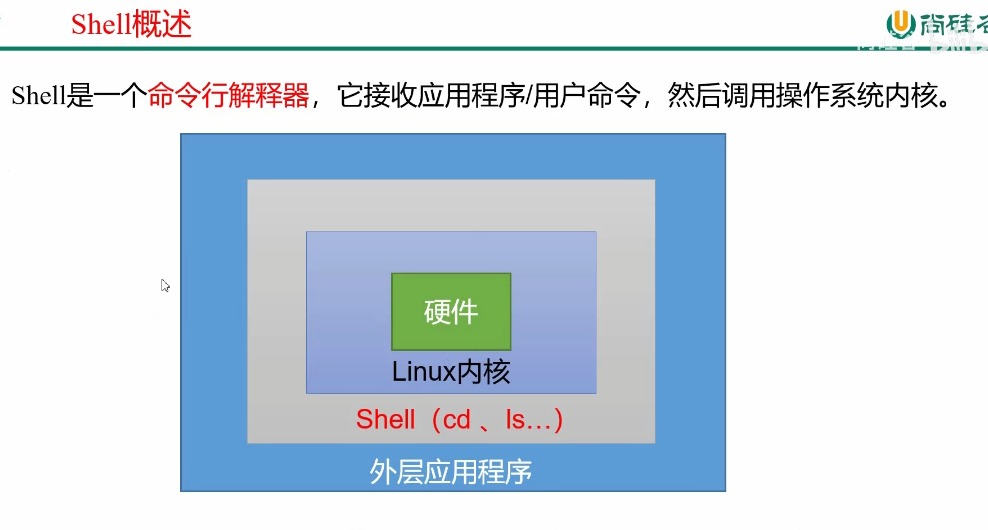 Shell概述
Shell是一个命令行解释器，它接收应用程序/用户命令，然后调用操作系统内核。
硬件
Linux内核
Shell（cd 、ls…）
外层应用程序